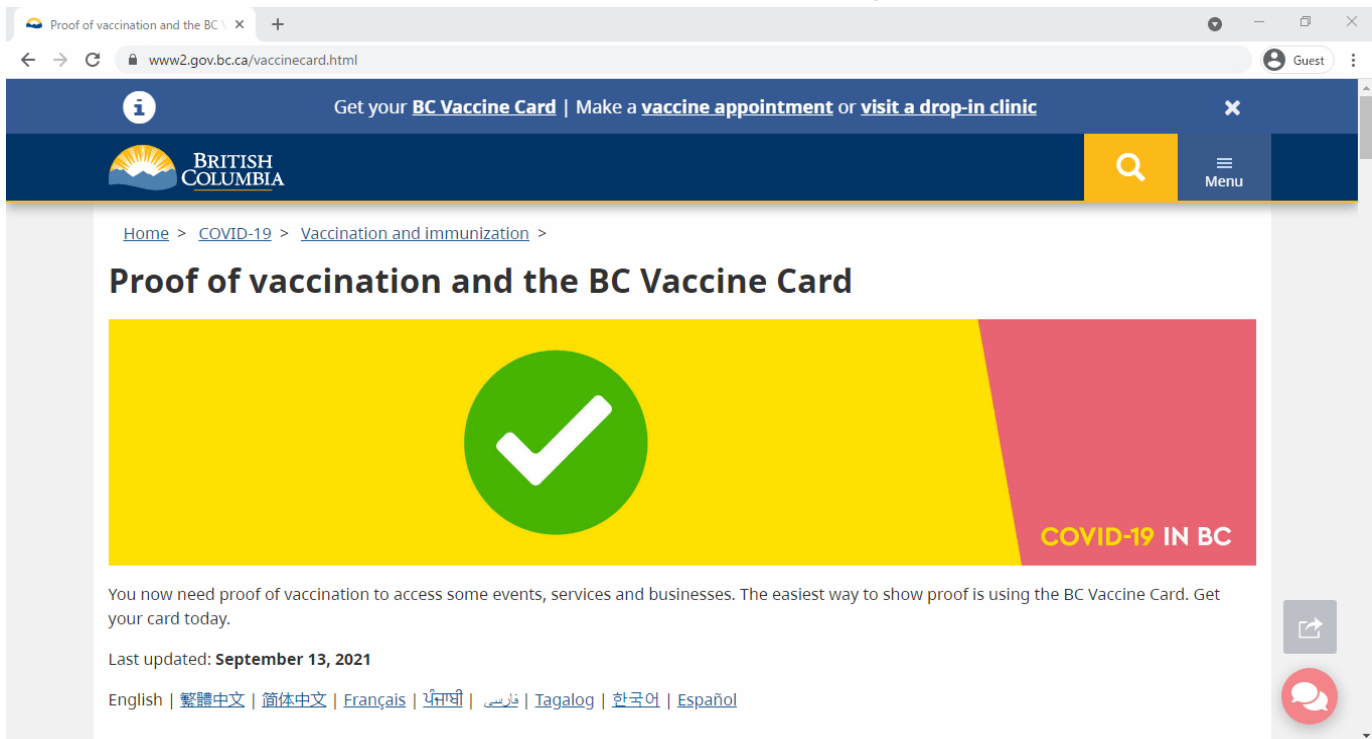 Proof of vaccination and the BC V
www2.gov.bc.ca/vaccinecard.html
Guest
Get your BC Vaccine Card | Make a vaccine appointment or visit a drop-in clinic
BRITISH
COLUMBIA
Menu
Home > COVID-19 > Vaccination and immunization >
Proof of vaccination and the BC Vaccine Card
COVID-19 IN BC
You now need proof of vaccination to access some events, services and businesses. The easiest way to show proof is using the BC Vaccine Card. Get
your card today.
Last updated: September 13, 2021
English | 繁體中文 | 简体中文 | Français | ਪੰਜਾਬੀ | فارسی | Tagalog | 한국어 | Español